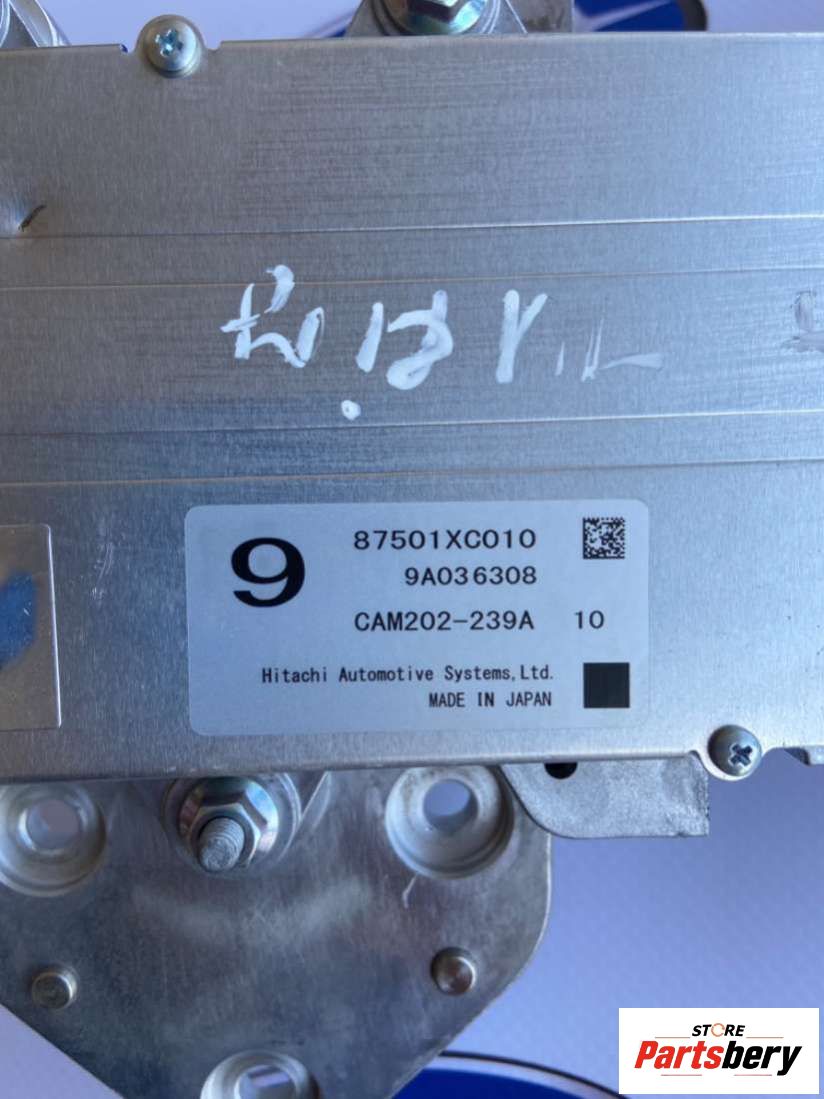 9
87501XC010
9A036308
CAM202-239A 10
Hitachi Automotive Systems,Ltd.
MADE IN JAPAN
STORE
Partsbery